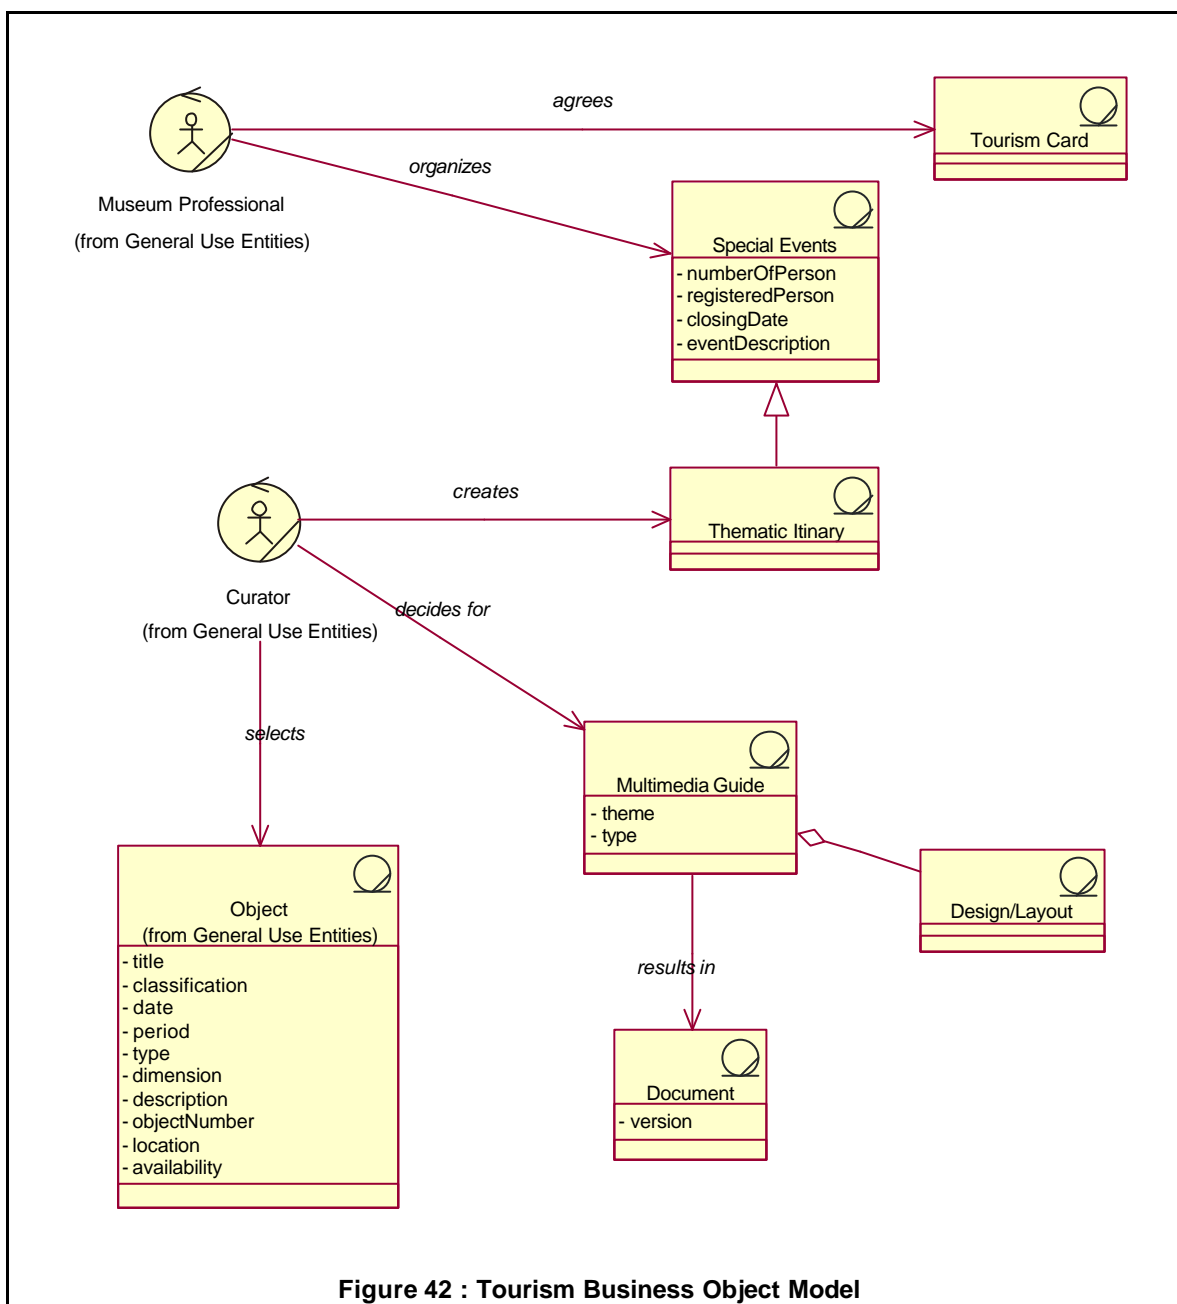 agrees
Tourism Card
organizes
Museum Professional
(from General Use Entities)
Special Events
- numberOfPerson
- registeredPerson
- closingDate
- eventDescription
creates
Thematic Itinary
Curator
(from General Use Entities)
decides for
selects
Multimedia Guide
- theme
- type
Design/Layout
Object
(from General Use Entities)
- title
- classification
- date
- period
- type
- dimension
- description
- objectNumber
- location
- availability
results in
Document
- version
Figure 42 : Tourism Business Object Model